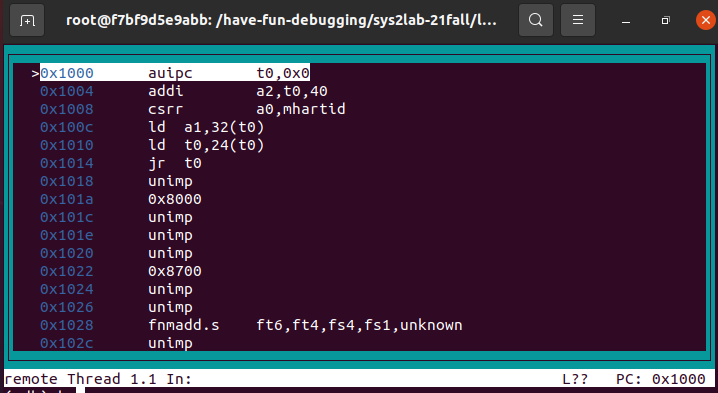 root@f7bf9d5e9abb: /have-fun-debugging/sys2lab-21fall/l...
>0x1000 auipc t0,0x0
0x1004 addi a2,t0,40
0x1008 csrr a0,mhartid
0x100c ld a1,32(t0)
0x1010 ld t0,24(t0)
0x1014 jr t0
0x1018 unimp
0x101a 0x8000
0x101c unimp
0x101e unimp
0x1020 unimp
0x1022 0x8700
0x1024 unimp
0x1026 unimp
0x1028 fnmadd.s ft6,ft4,fs4,fs1,unknown
0x102c unimp
remote Thread 1.1 In: L?? PC: 0x1000